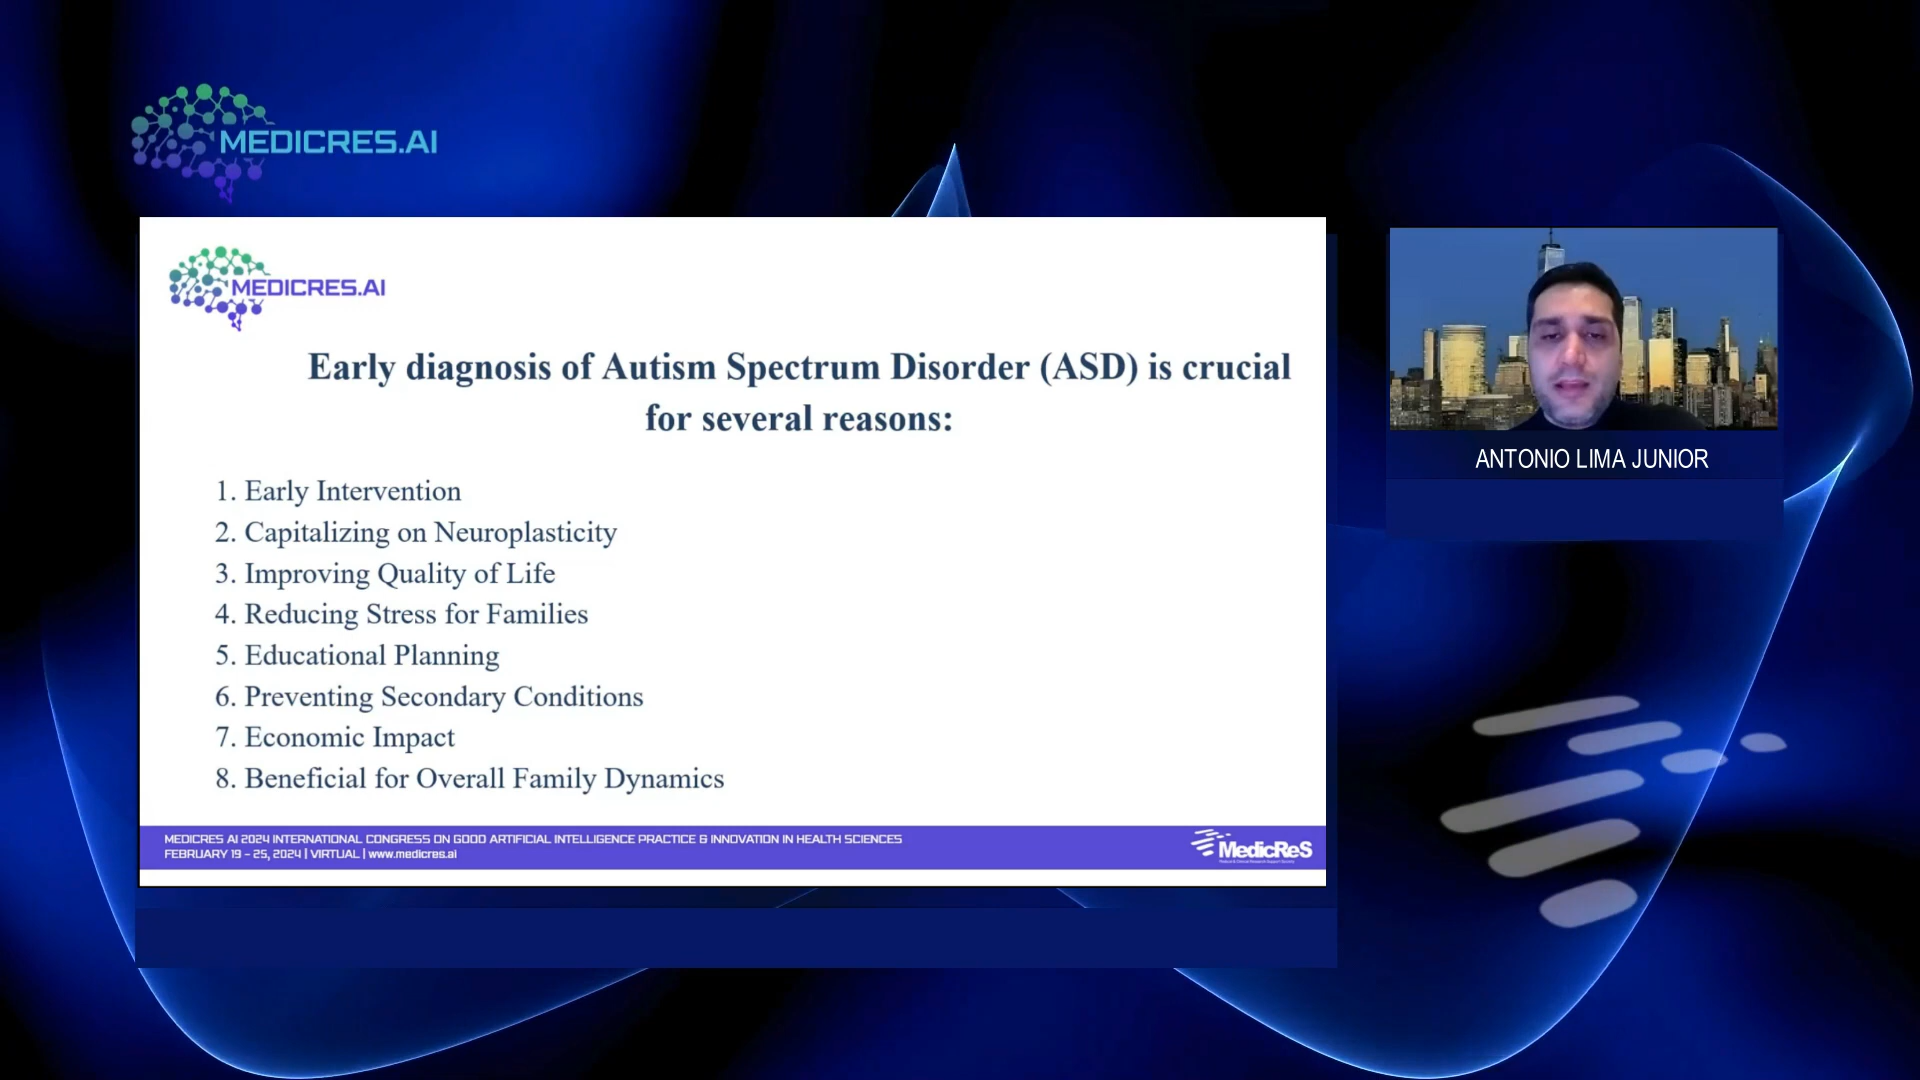 MEDICRES.AI
MEDICRES.AI
Early diagnosis of Autism Spectrum Disorder (ASD) is crucial
for several reasons:
1. Early Intervention
2. Capitalizing on Neuroplasticity
3. Improving Quality of Life
4. Reducing Stress for Families
5. Educational Planning
6. Preventing Secondary Conditions
7. Economic Impact
8. Beneficial for Overall Family Dynamics
MEDICRES AI 2024 INTERNATIONAL CONGRESS ON GOOD ARTIFICIAL INTELLIGENCE PRACTICE & INNOVATION IN HEALTH SCIENCES
FEBRUARY 19 - 25, 2024 | VIRTUAL | www.medicres.ai
MedicReS
ANTONIO LIMA JUNIOR